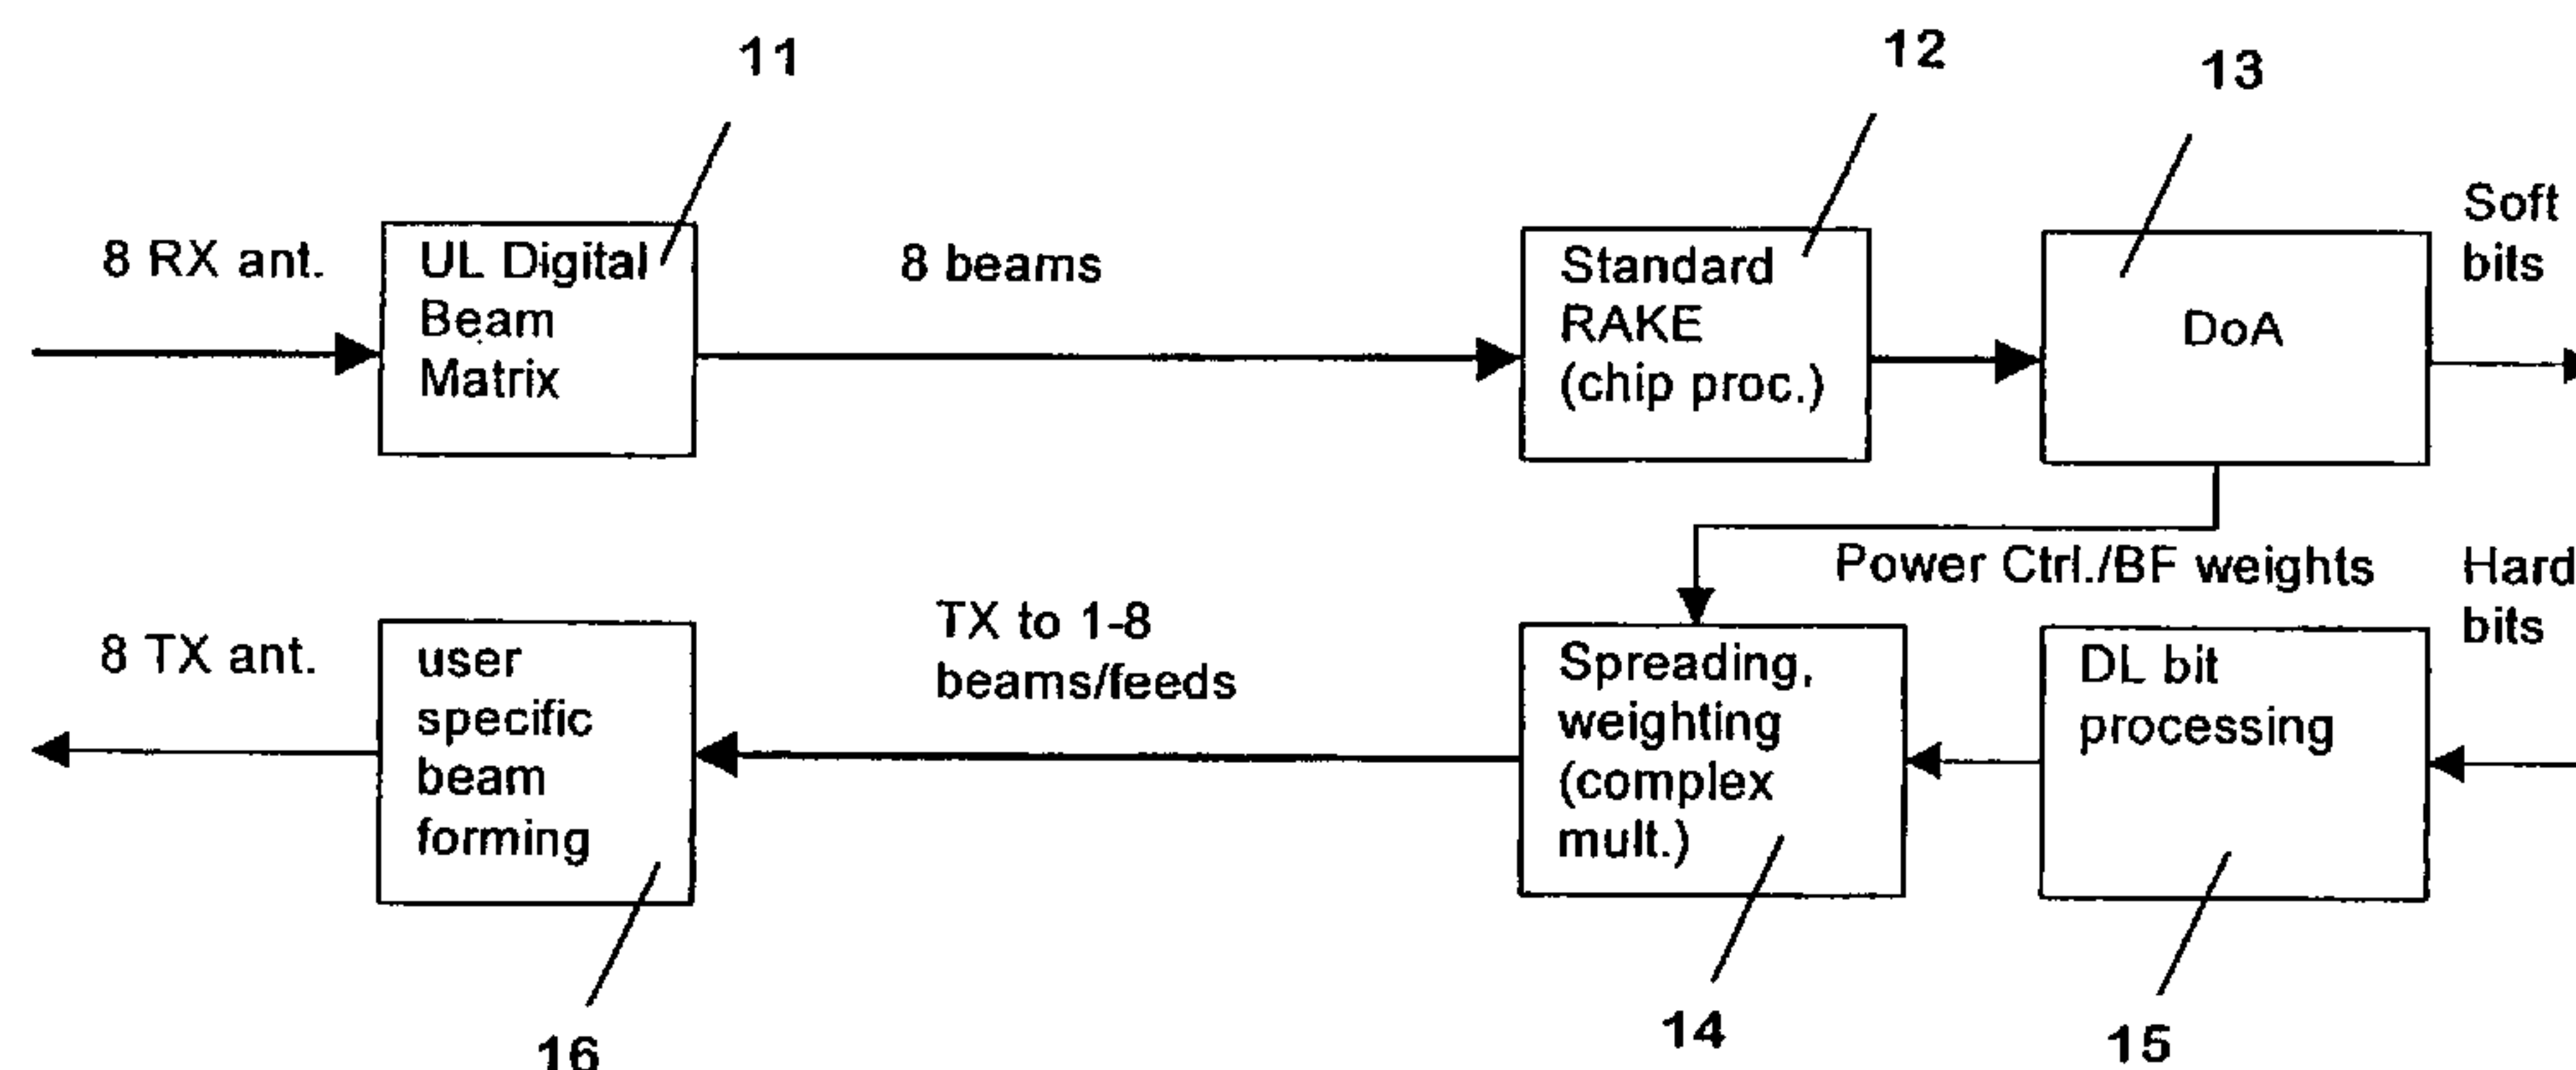 11
12
13
8 RX ant.
UL Digital
Beam
Matrix
8 beams
Standard
RAKE
(chip proc.)
DoA
Soft
bits
Power Ctrl./BF weights
8 TX ant.
user
specific
beam
forming
TX to 1-8
beams/feeds
Spreading,
weighting
(complex
mult.)
DL bit
processing
Hard
bits
16
14
15